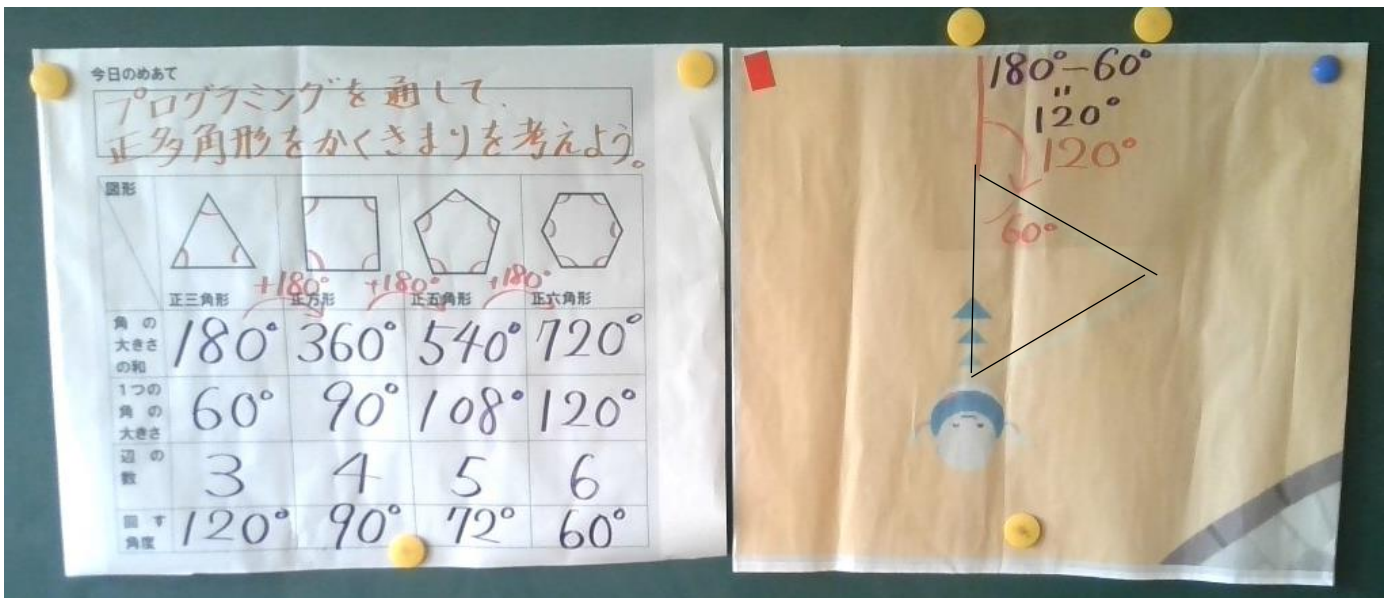 今日のめあて
プログラミングを通して、
正多角形をかくきまりを考えよう。
図形
+180° +180° +180°
正三角形 正方形 正五角形 正六角形
角の大きさの和 180° 360° 540° 720°
1つの角の大きさ 60° 90° 108° 120°
辺の数 3 4 5 6
回す角度 120° 90° 72° 60°
180°-60°
=
120°
120°
60°